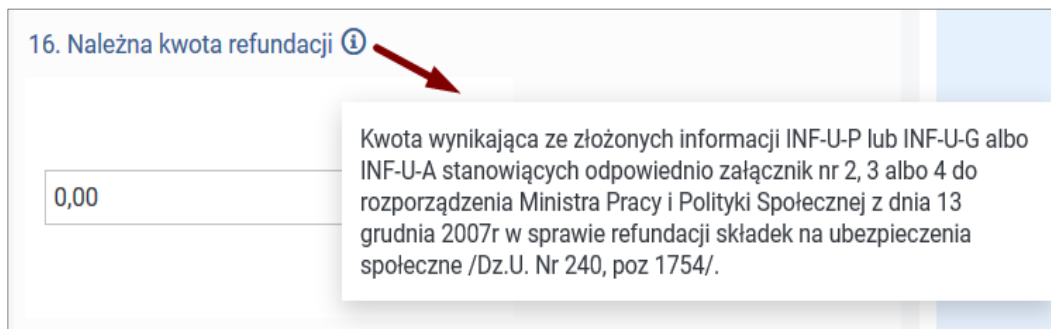 16. Należna kwota refundacji
Kwota wynikająca ze złożonych informacji INF-U-P lub INF-U-G albo
INF-U-A stanowiących odpowiednio załącznik nr 2, 3 albo 4 do
rozporządzenia Ministra Pracy i Polityki Społecznej z dnia 13
grudnia 2007r w sprawie refundacji składek na ubezpieczenia
społeczne /Dz.U. Nr 240, poz 1754/.
0,00